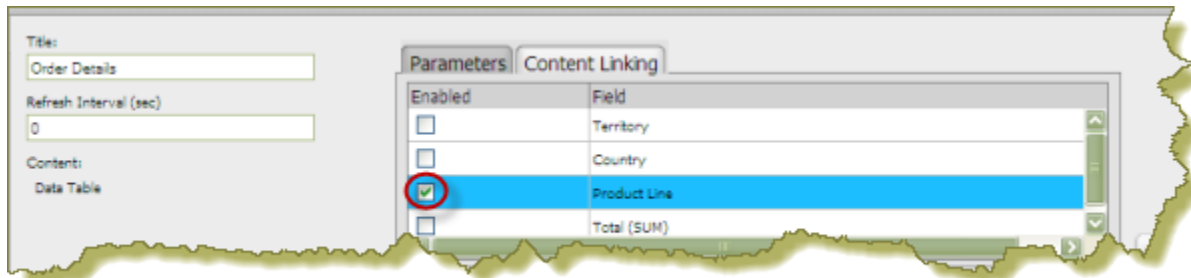 Title:
Order Details
Refresh Interval (sec)
0
Content:
Data Table
Parameters Content Linking
Enabled Field
Territory
Country
Product Line
Total (SUM)